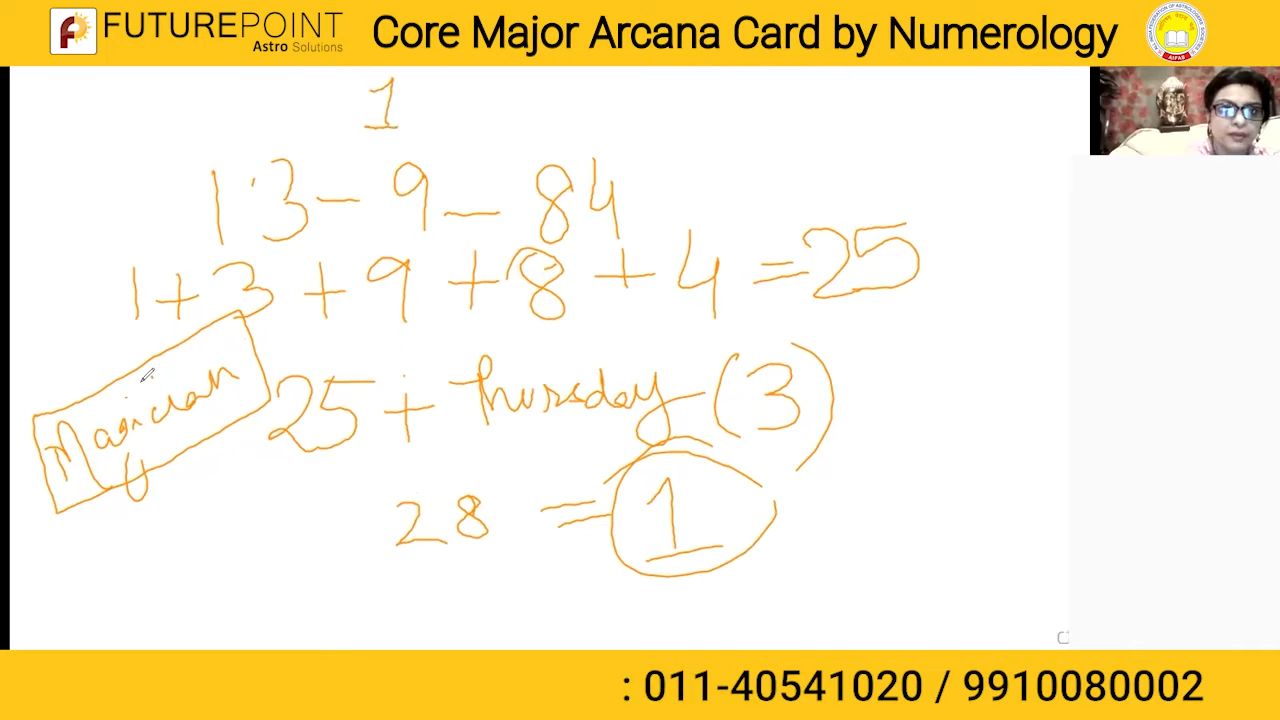 FUTUREPOINT
Astro Solutions
Core Major Arcana Card by Numerology
AIFAS
1
13 - 9 - 84
1 + 3 + 9 + 8 + 4 = 25
Magician
25 + Thursday (3)
28 = 1
: 011-40541020 / 9910080002